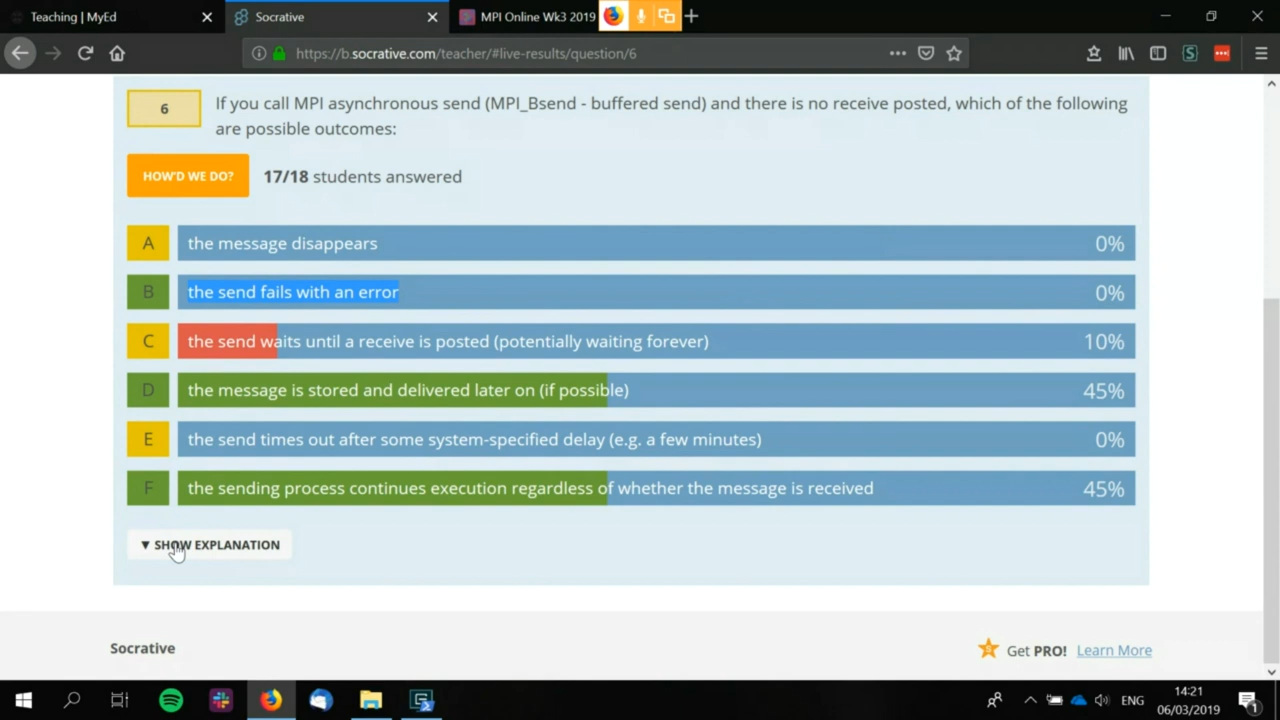 Teaching | MyEd
Socrative
MPI Online Wk3 2019
https://b.socrative.com/teacher/#live-results/question/6
6
If you call MPI asynchronous send (MPI_Bsend - buffered send) and there is no receive posted, which of the following
are possible outcomes:
HOW'D WE DO?
17/18 students answered
A the message disappears 0%
B the send fails with an error 0%
C the send waits until a receive is posted (potentially waiting forever) 10%
D the message is stored and delivered later on (if possible) 45%
E the send times out after some system-specified delay (e.g. a few minutes) 0%
F the sending process continues execution regardless of whether the message is received 45%
▼ SHOW EXPLANATION
Socrative
Get PRO! Learn More
ENG
14:21
06/03/2019
1